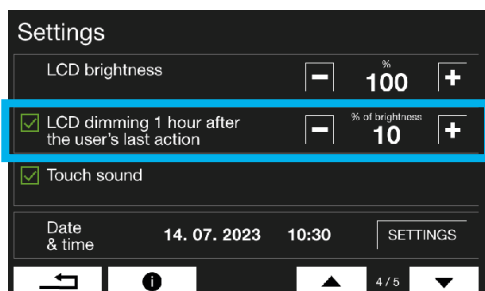 Settings
LCD brightness
%
100
LCD dimming 1 hour after
the user's last action
% of brightness
10
Touch sound
Date
& time
14. 07. 2023
10:30
SETTINGS
4/5